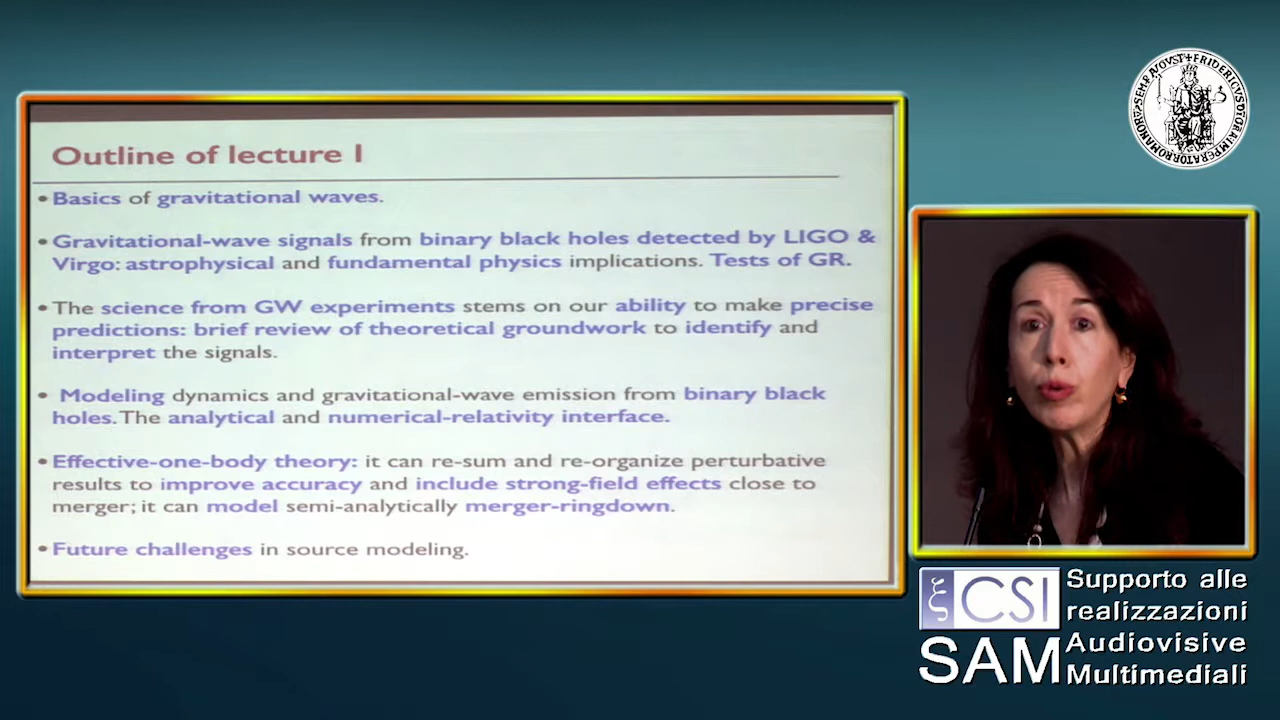 Outline of lecture I
• Basics of gravitational waves.
• Gravitational-wave signals from binary black holes detected by LIGO &
Virgo: astrophysical and fundamental physics implications. Tests of GR.
• The science from GW experiments stems on our ability to make precise
predictions: brief review of theoretical groundwork to identify and
interpret the signals.
• Modeling dynamics and gravitational-wave emission from binary black
holes. The analytical and numerical-relativity interface.
• Effective-one-body theory: it can re-sum and re-organize perturbative
results to improve accuracy and include strong-field effects close to
merger; it can model semi-analytically merger-ringdown.
• Future challenges in source modeling.
ξ CSI
SAM
Supporto alle
realizzazioni
Audiovisive
Multimediali